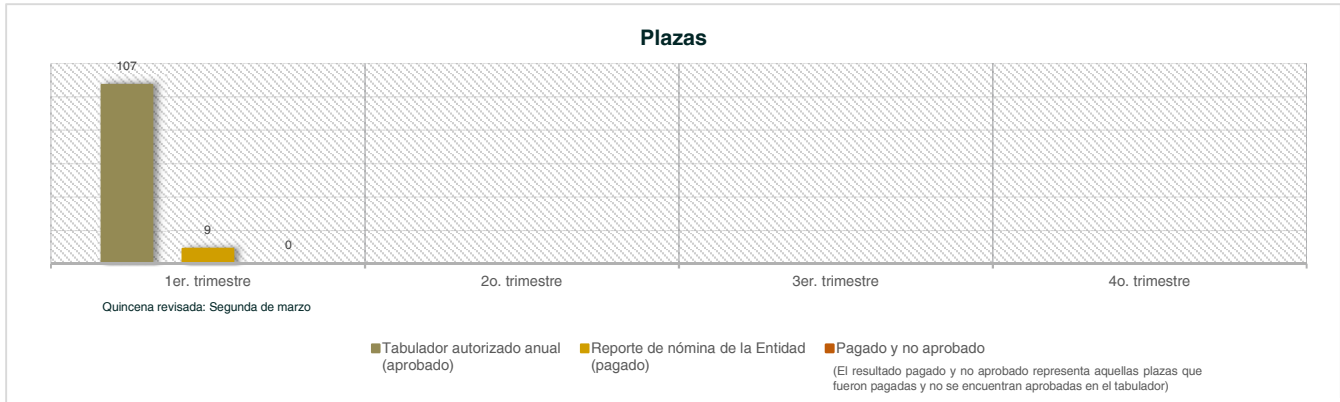 Plazas
107
9
0
1er. trimestre
2o. trimestre
3er. trimestre
4o. trimestre
Quincena revisada: Segunda de marzo
Tabulador autorizado anual
(aprobado)
Reporte de nómina de la Entidad
(pagado)
Pagado y no aprobado
(El resultado pagado y no aprobado representa aquellas plazas que
fueron pagadas y no se encuentran aprobadas en el tabulador)